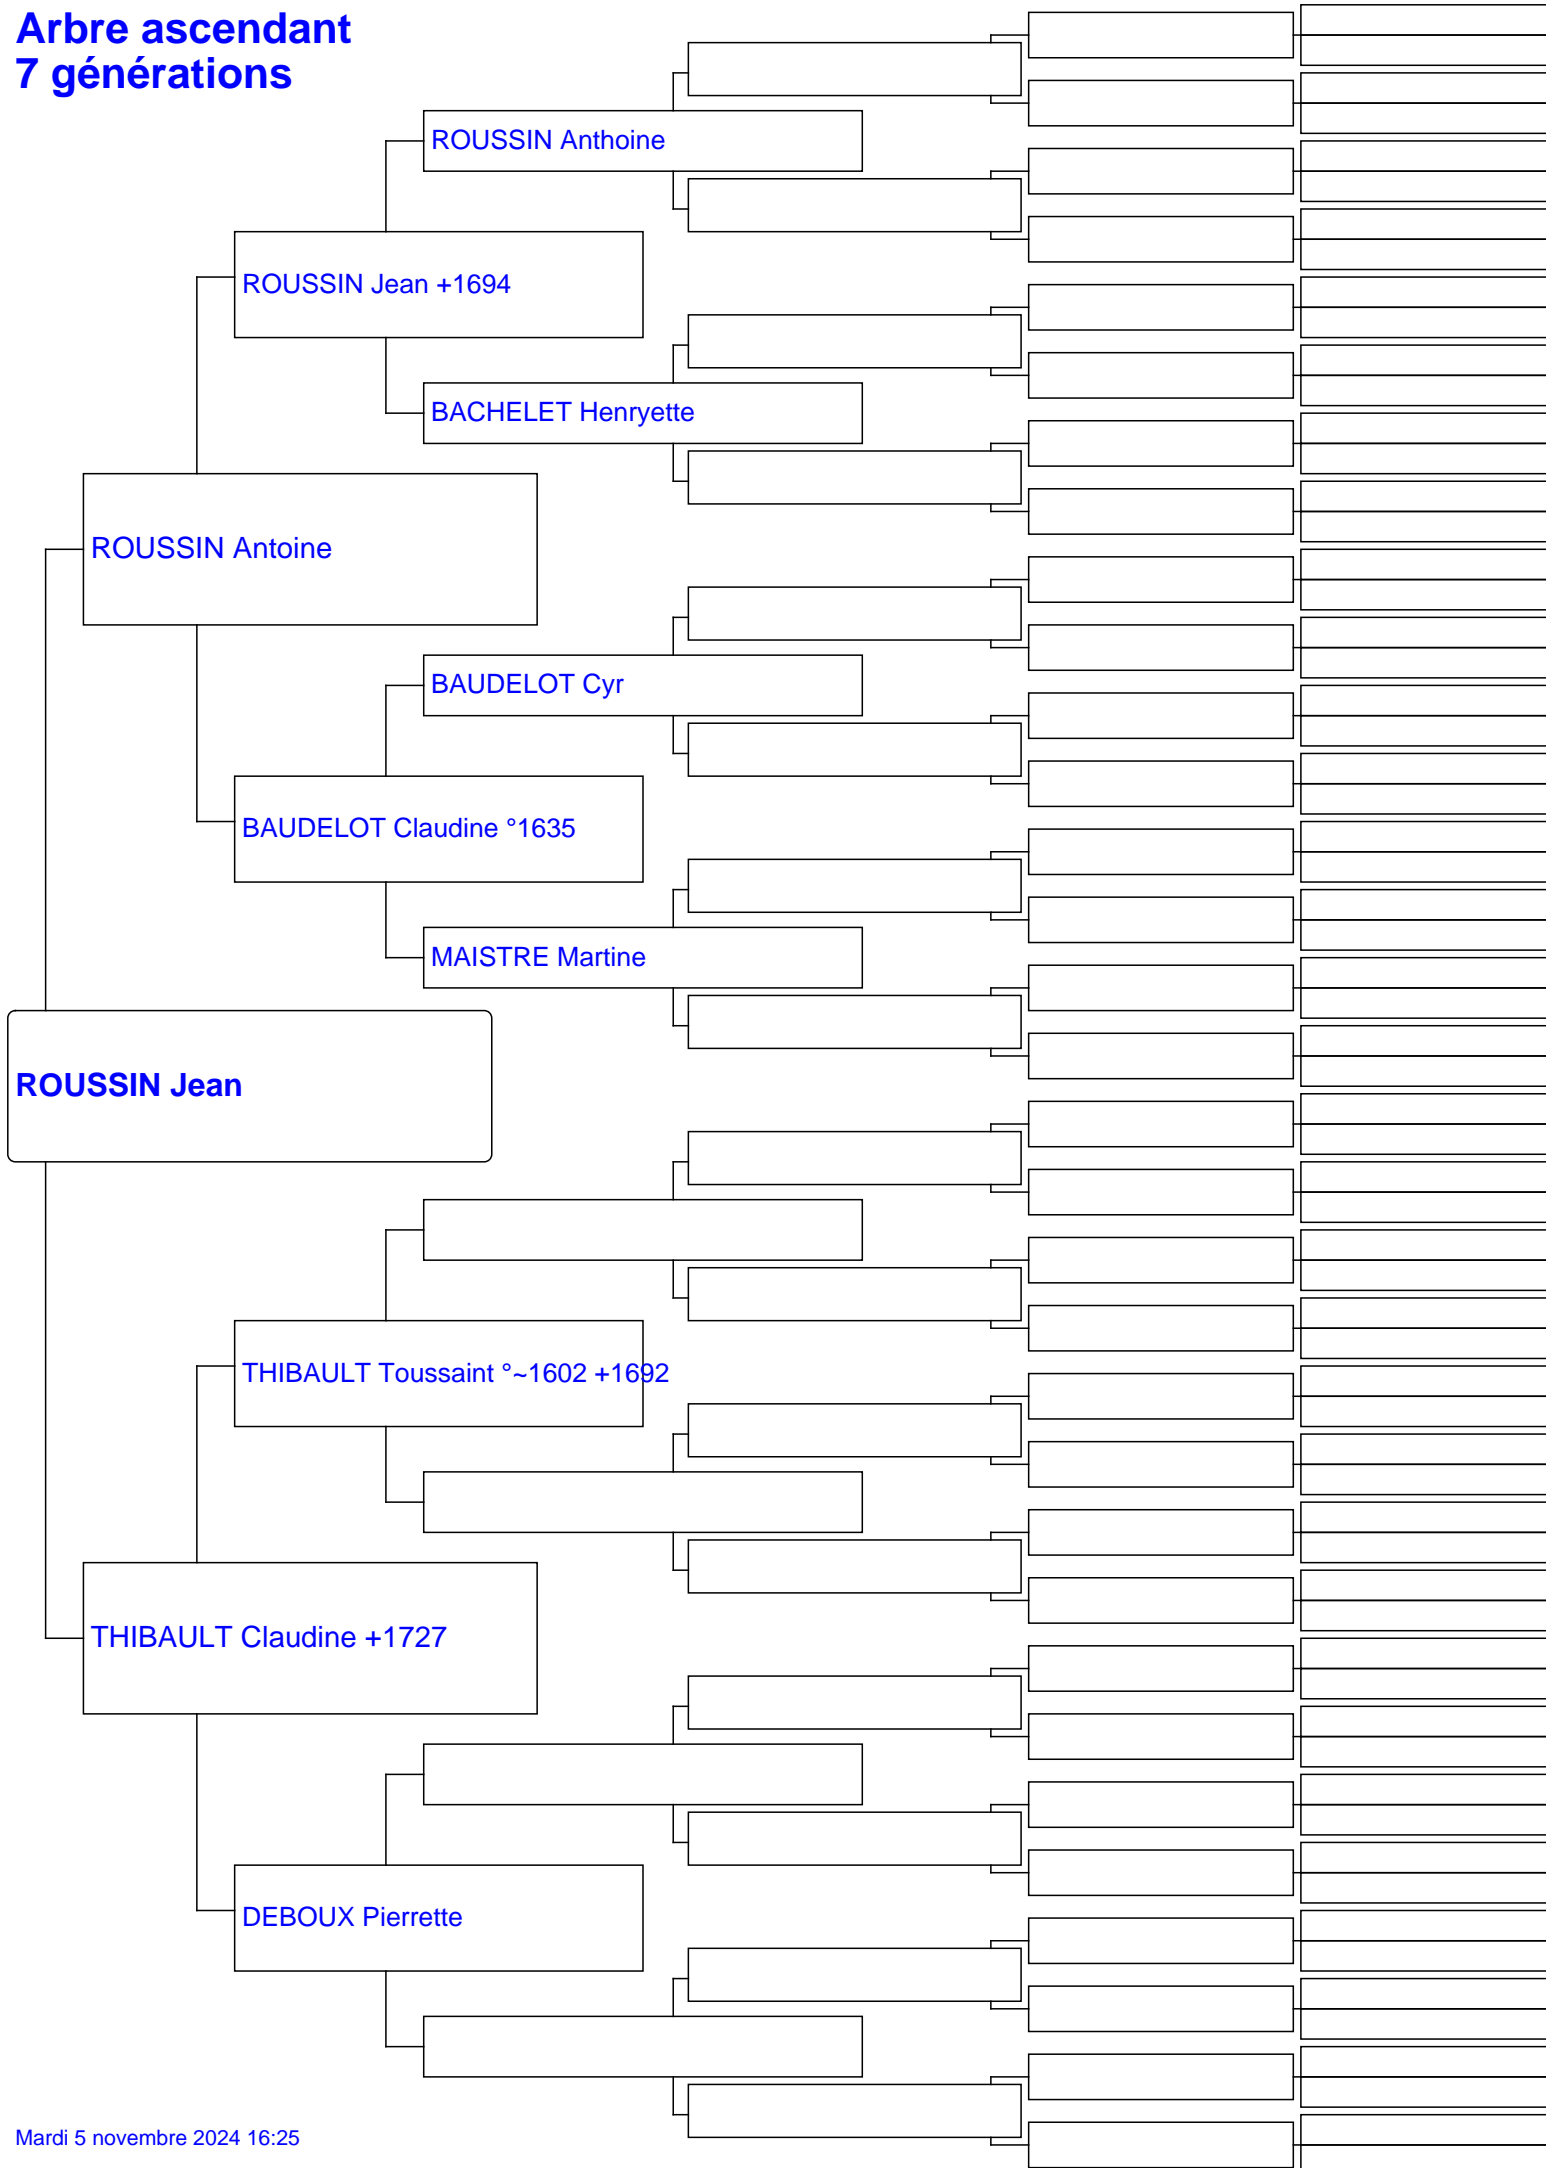 Arbre ascendant
7 générations
ROUSSIN Anthoine
ROUSSIN Jean +1694
BACHELET Henryette
ROUSSIN Antoine
BAUDELOT Cyr
BAUDELOT Claudine °1635
MAISTRE Martine
ROUSSIN Jean
THIBAULT Toussaint °~1602 +1692
THIBAULT Claudine +1727
DEBOUX Pierrette
Mardi 5 novembre 2024 16:25